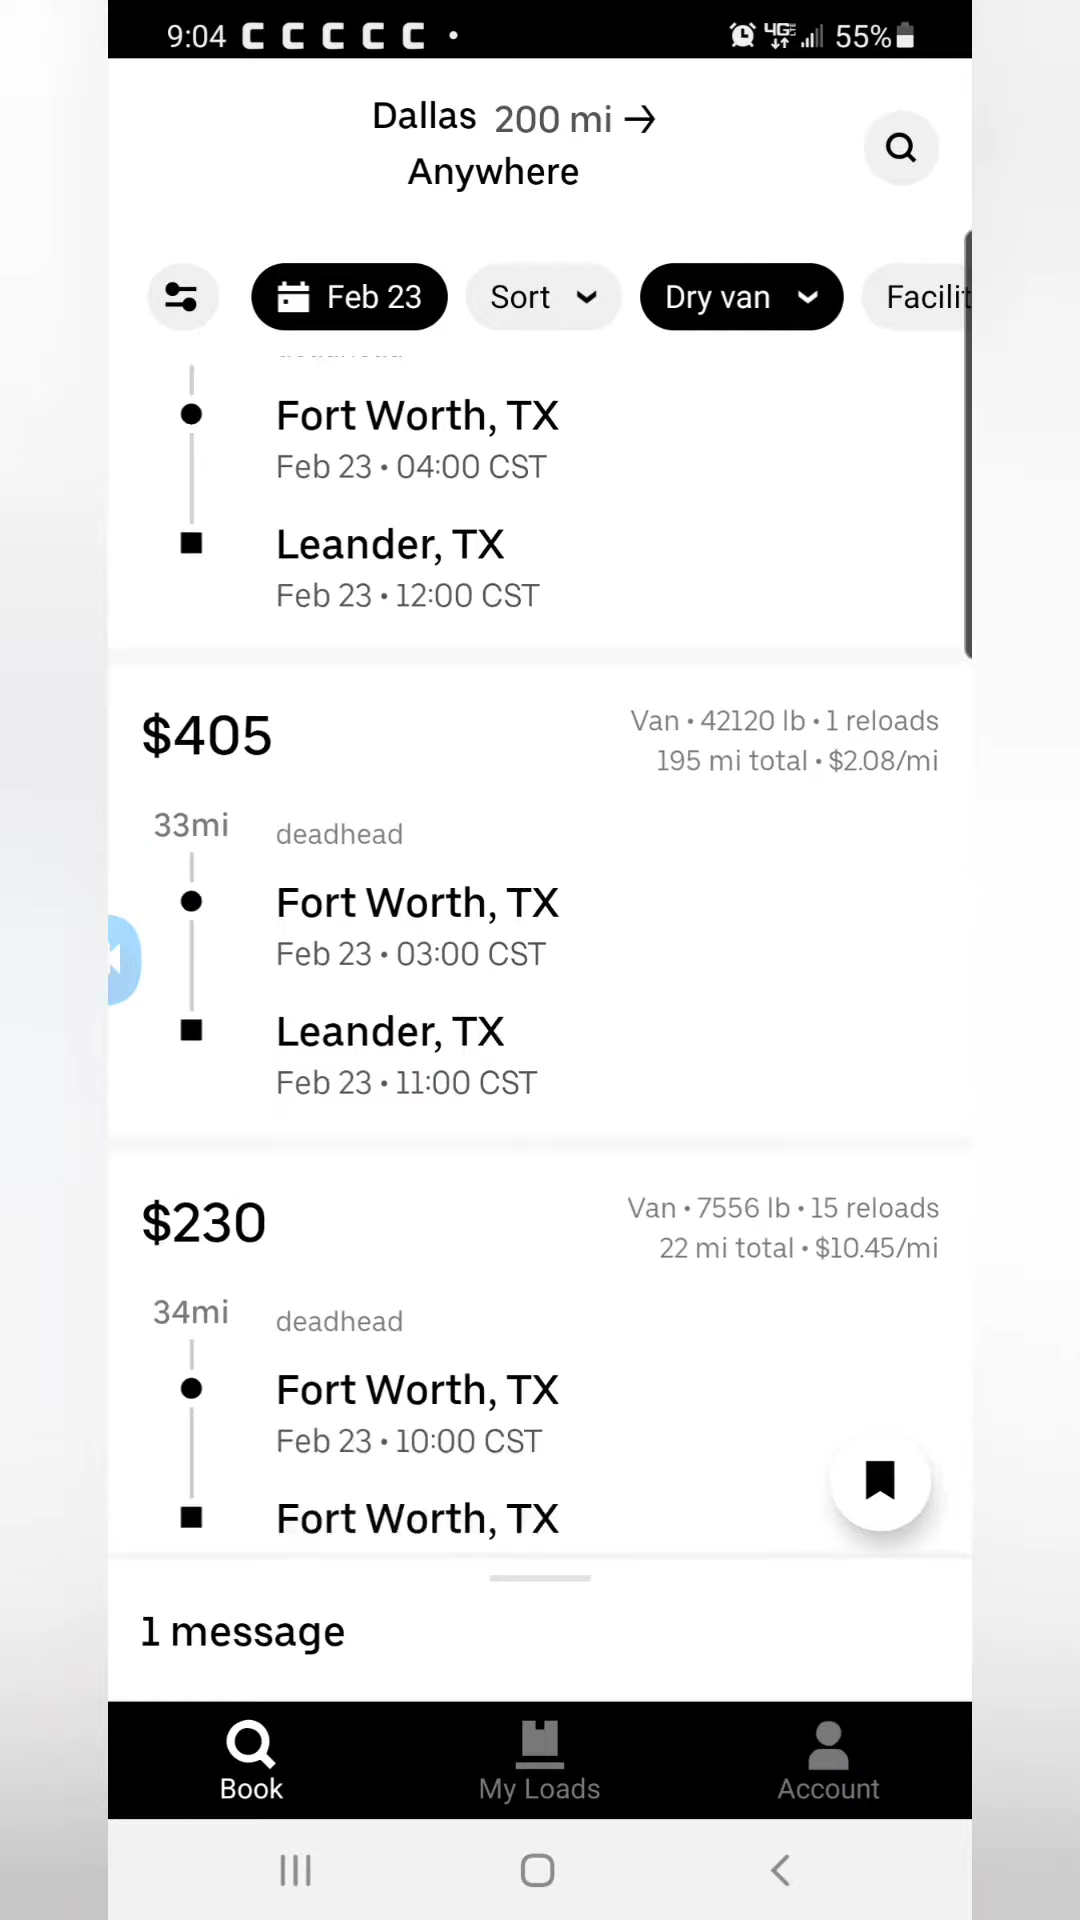 9:04 C C C C C • 4GE 55%
Dallas 200 mi →
Anywhere
Feb 23 Sort Dry van Facilit
Fort Worth, TX
Feb 23 • 04:00 CST
Leander, TX
Feb 23 • 12:00 CST
$405 Van • 42120 lb • 1 reloads
195 mi total • $2.08/mi
33mi deadhead
Fort Worth, TX
Feb 23 • 03:00 CST
Leander, TX
Feb 23 • 11:00 CST
$230 Van • 7556 lb • 15 reloads
22 mi total • $10.45/mi
34mi deadhead
Fort Worth, TX
Feb 23 • 10:00 CST
Fort Worth, TX
1 message
Book My Loads Account